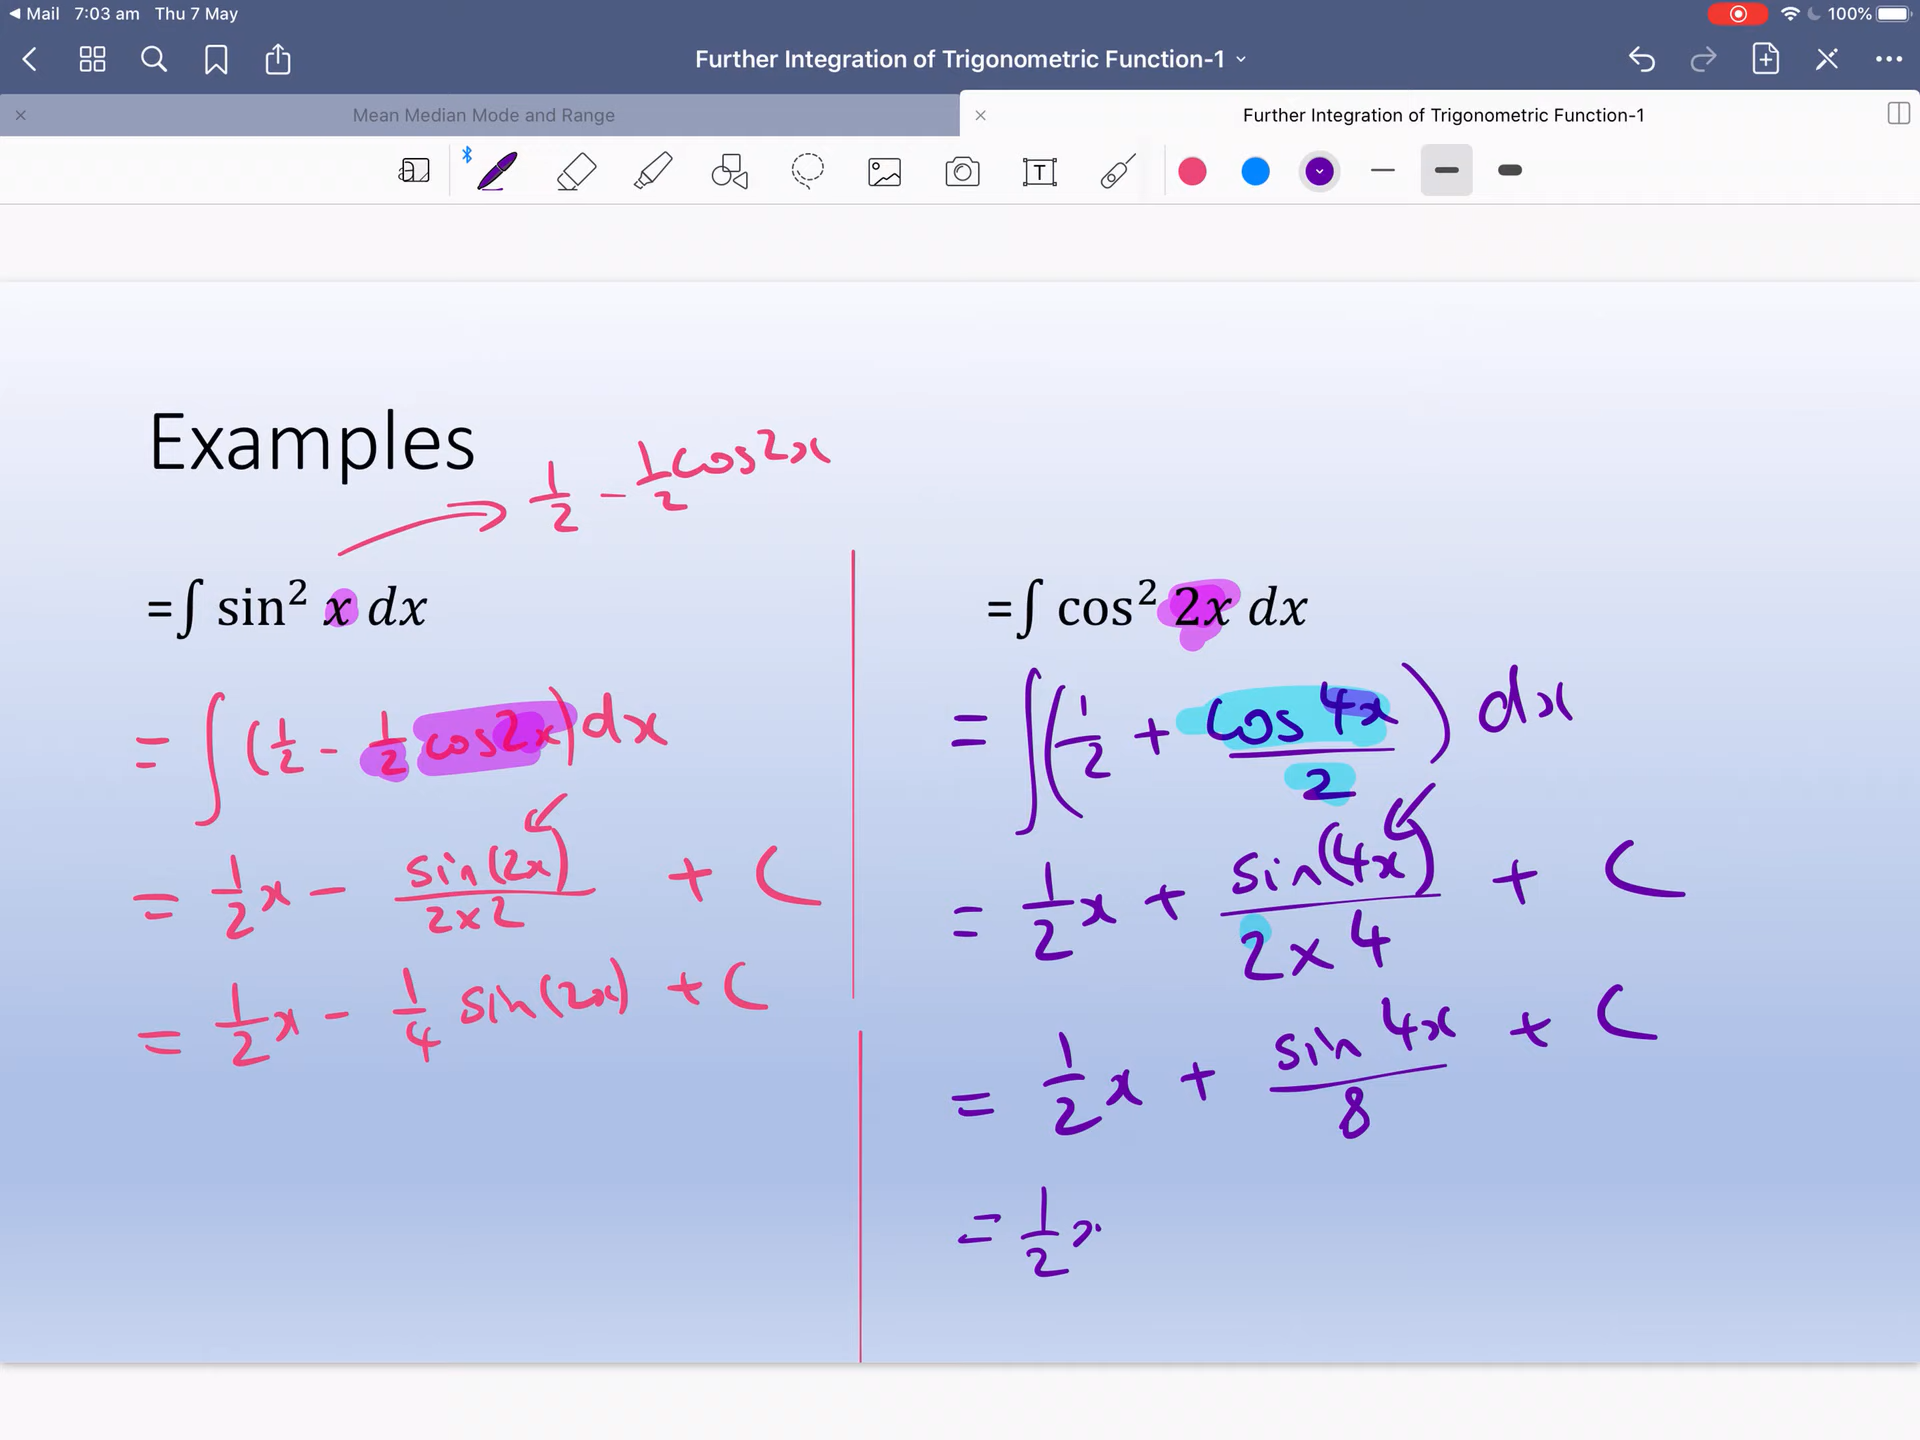 Mail 7:03 am Thu 7 May 100%
Further Integration of Trigonometric Function-1
Mean Median Mode and Range
Further Integration of Trigonometric Function-1
T
Examples
1/2 - 1/2 cos2x
=∫ sin² x dx
= ∫ (1/2 - 1/2 cos2x) dx
= 1/2 x - sin(2x)/2x2 + C
= 1/2 x - 1/4 sin(2x) + C
=∫ cos² 2x dx
= ∫ (1/2 + cos 4x/2) dx
= 1/2 x + sin(4x)/2x4 + C
= 1/2 x + sin 4x/8 + C
= 1/2 x